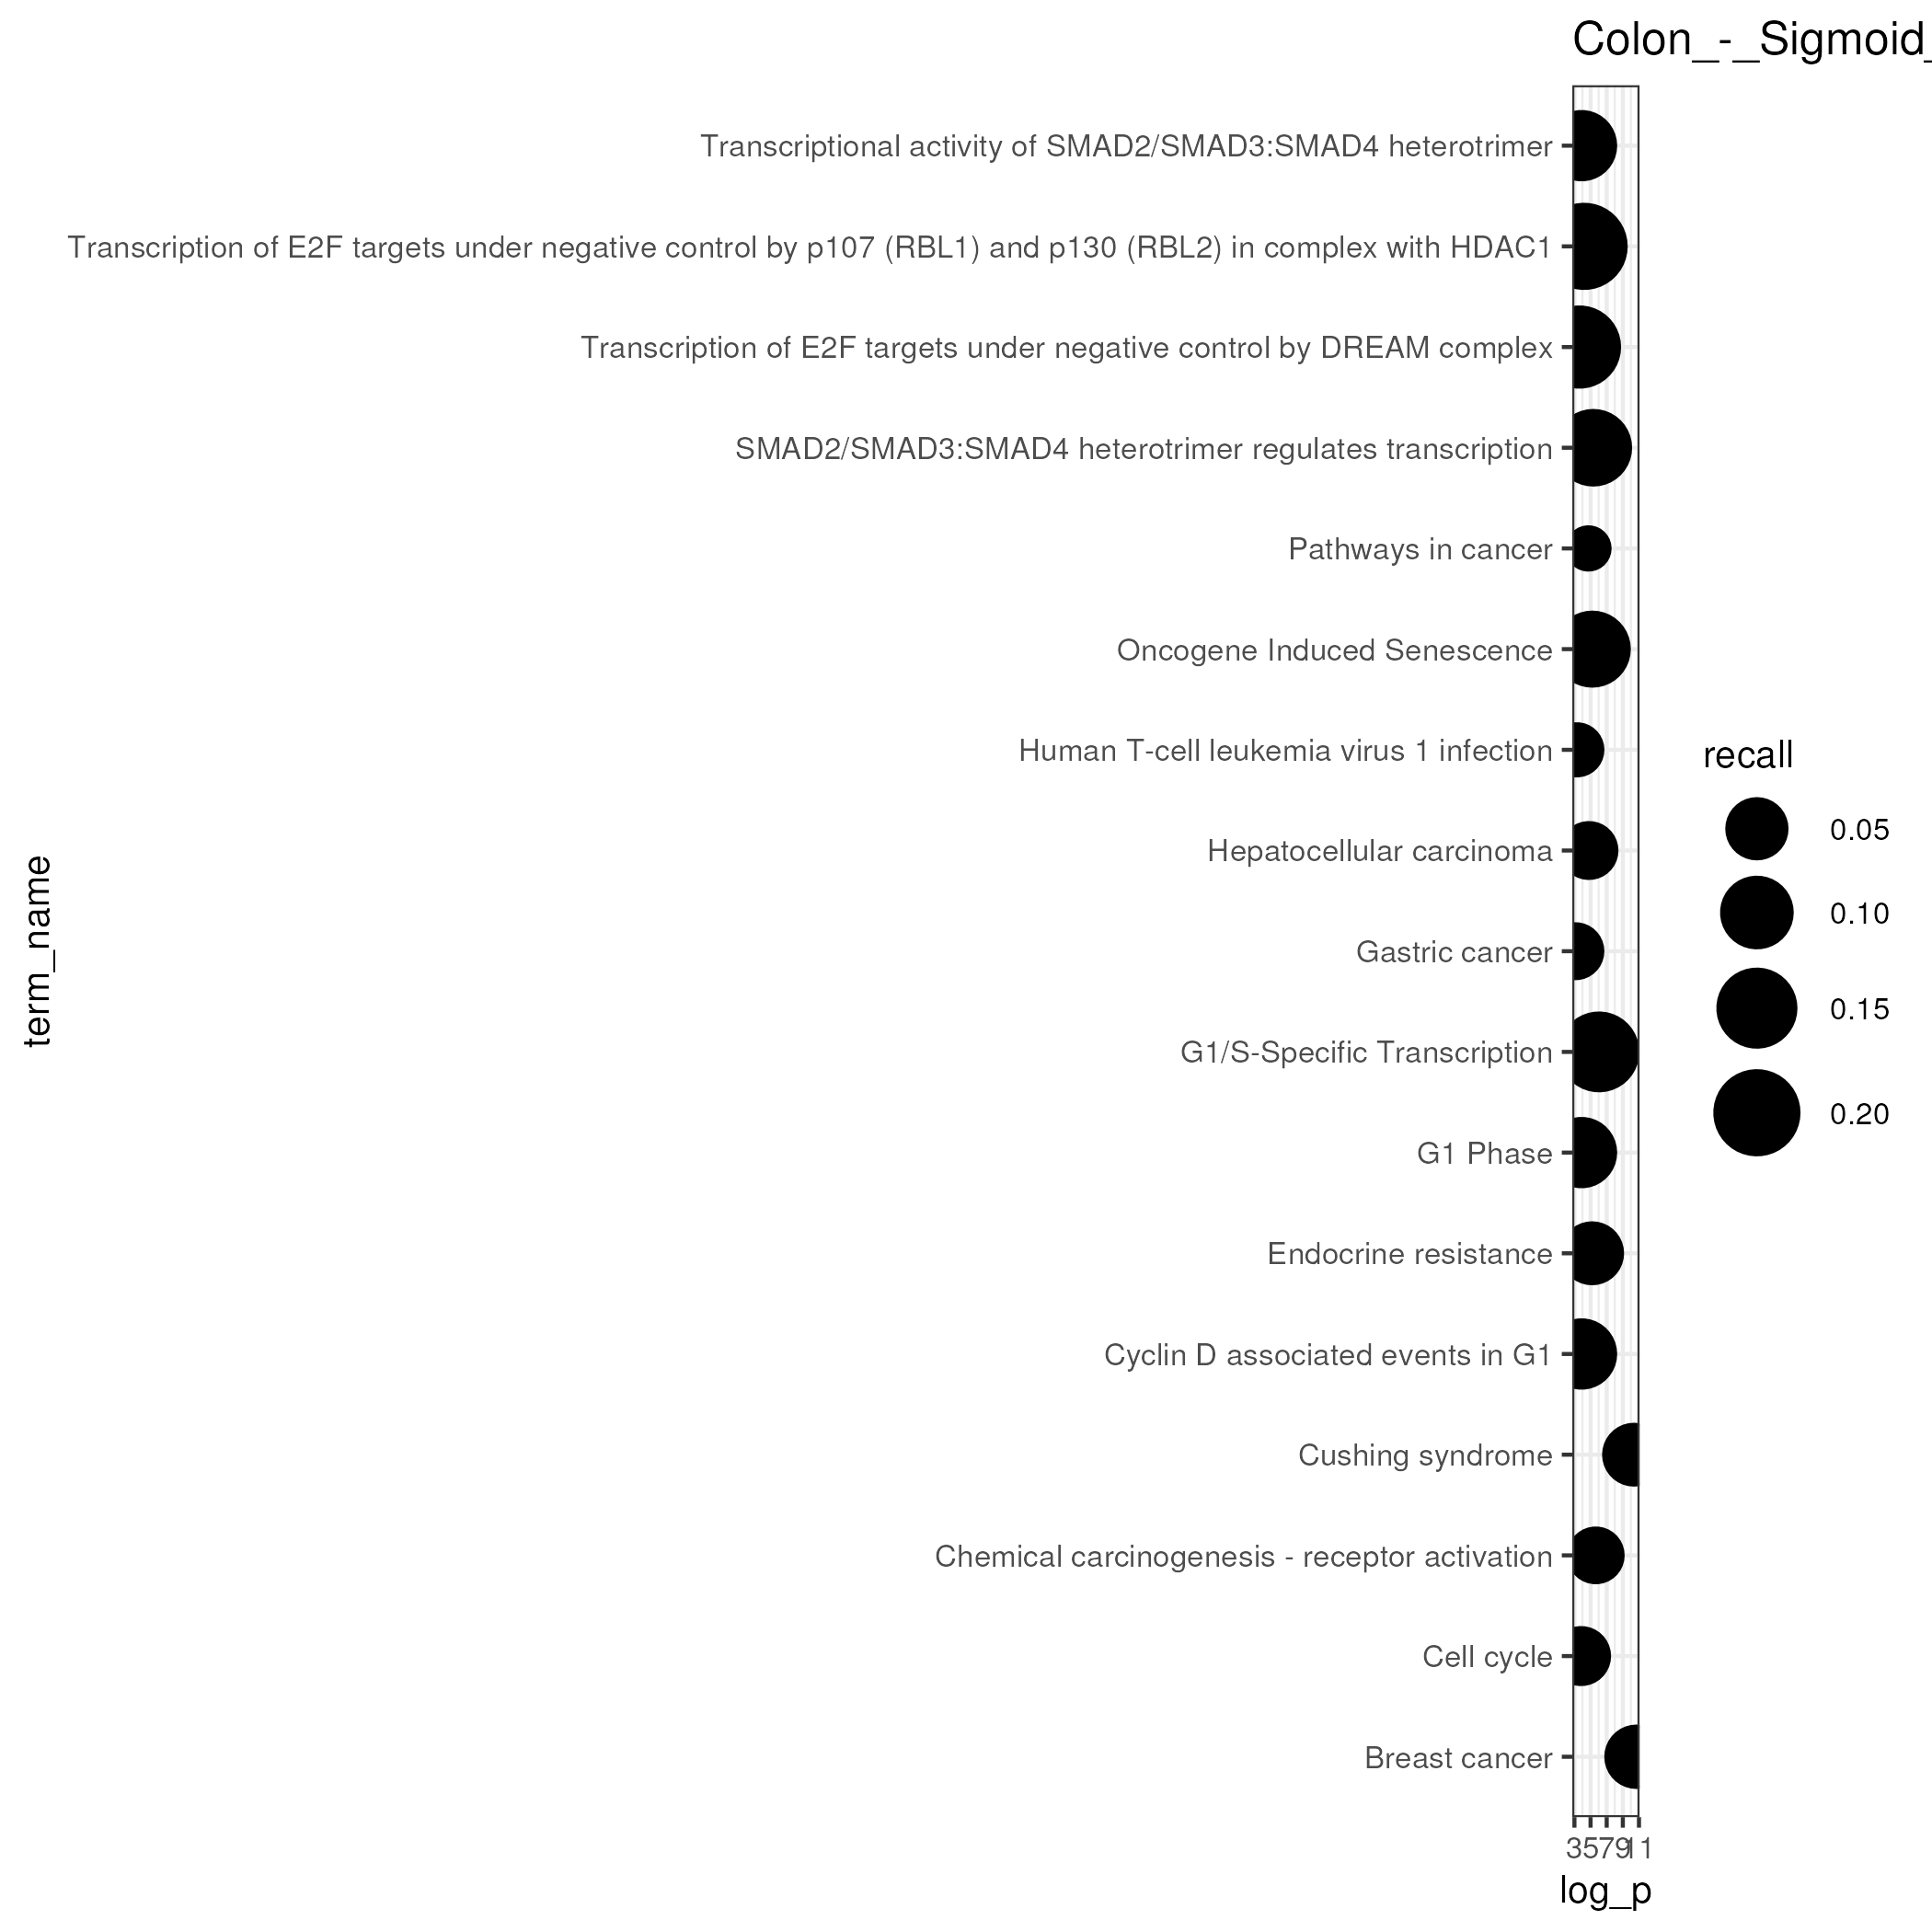 Colon_-_Sigmoid_
Transcriptional activity of SMAD2/SMAD3:SMAD4 heterotrimer
Transcription of E2F targets under negative control by p107 (RBL1) and p130 (RBL2) in complex with HDAC1
Transcription of E2F targets under negative control by DREAM complex
SMAD2/SMAD3:SMAD4 heterotrimer regulates transcription
Pathways in cancer
Oncogene Induced Senescence
Human T-cell leukemia virus 1 infection
Hepatocellular carcinoma
Gastric cancer
G1/S-Specific Transcription
G1 Phase
Endocrine resistance
Cyclin D associated events in G1
Cushing syndrome
Chemical carcinogenesis - receptor activation
Cell cycle
Breast cancer
term_name
3 5 7 9 11
log_p
recall
0.05
0.10
0.15
0.20